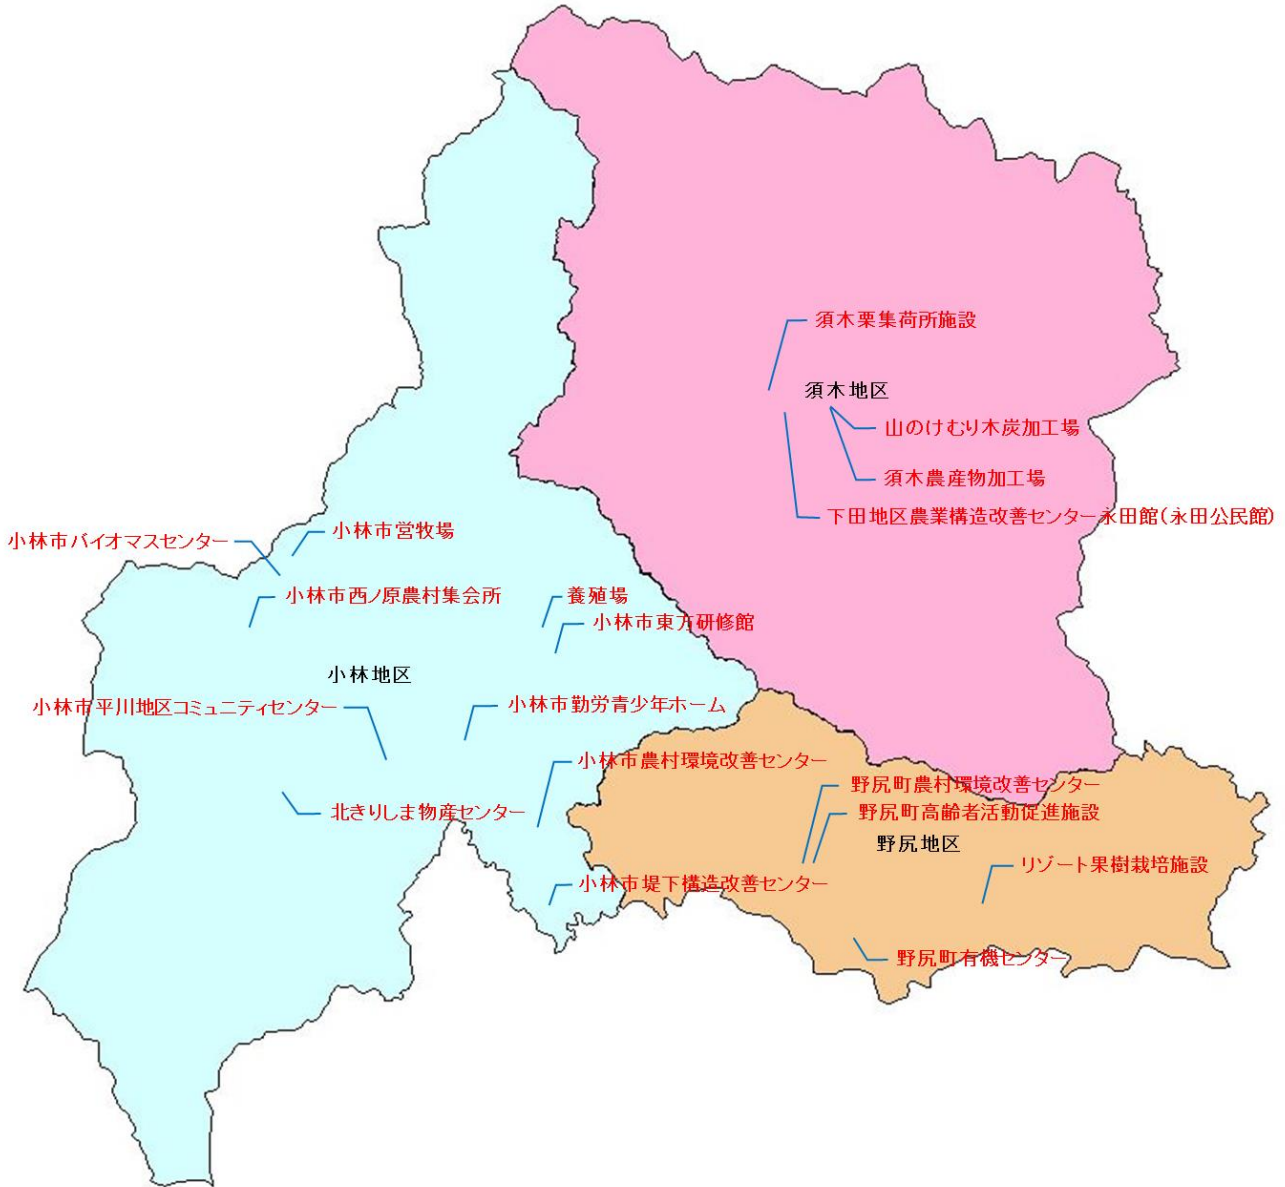 須木栗集荷所施設
須木地区
山のけむり木炭加工場
須木農産物加工場
下田地区農業構造改善センター永田館(永田公民館)
小林市営牧場
小林市バイオマスセンター
小林市西ノ原農村集会所
養殖場
小林市東方研修館
小林地区
小林市平川地区コミュニティセンター
小林市勤労青少年ホーム
小林市農村環境改善センター
野尻町農村環境改善センター
北きりしま物産センター
野尻町高齢者活動促進施設
野尻地区
リゾート果樹栽培施設
小林市堤下構造改善センター
野尻町有機センター